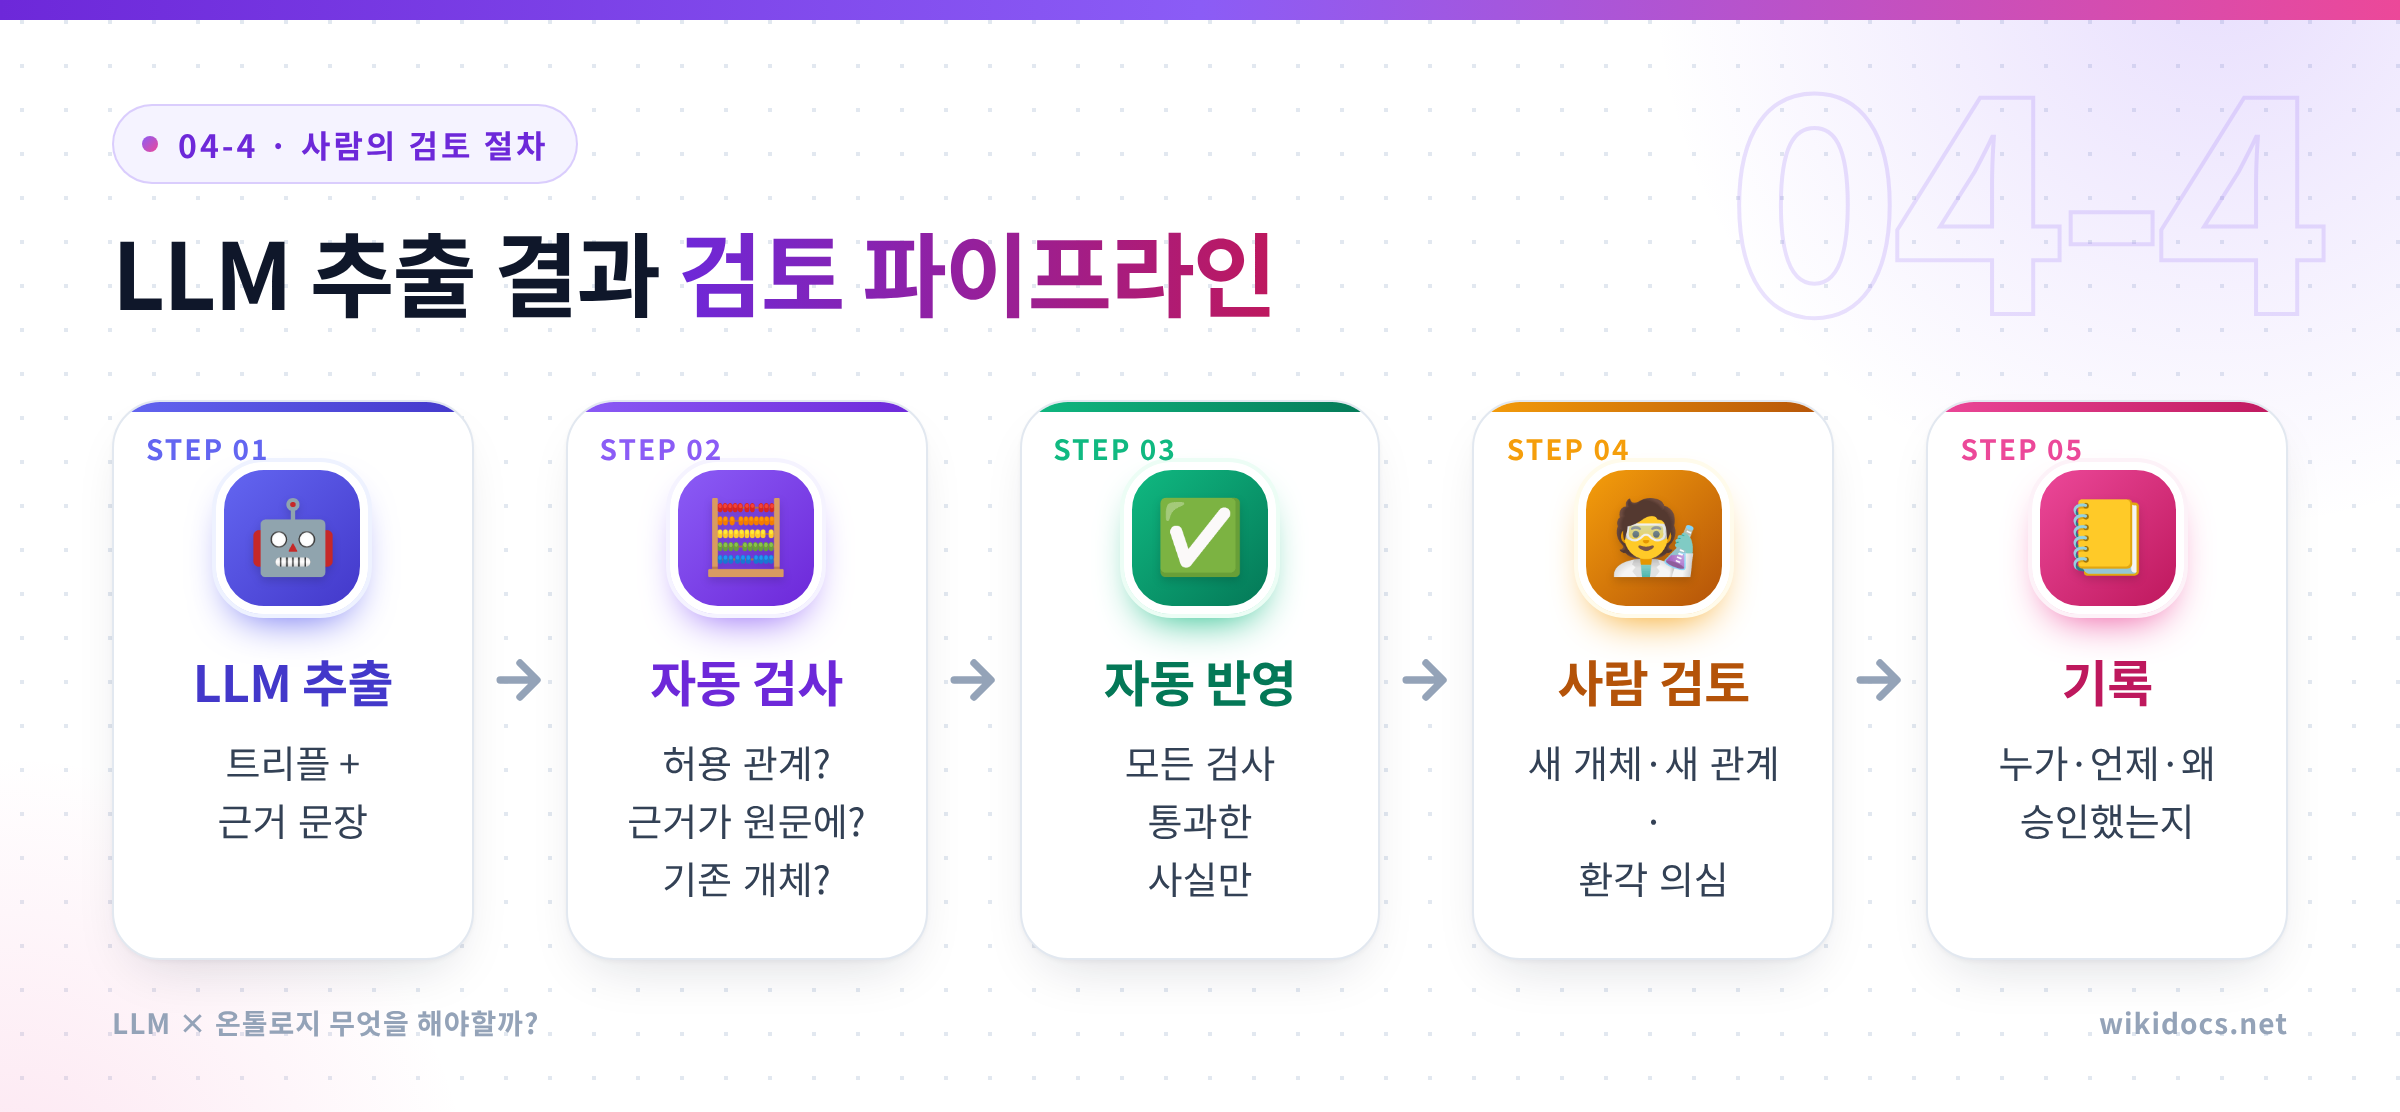 04-4 · 사람의 검토 절차
04-4
LLM 추출 결과 검토 파이프라인
STEP 01
LLM 추출
트리플 +
근거 문장
STEP 02
자동 검사
허용 관계?
근거가 원문에?
기존 개체?
STEP 03
자동 반영
모든 검사
통과한
사실만
STEP 04
사람 검토
새 개체·새 관계
·
환각 의심
STEP 05
기록
누가·언제·왜
승인했는지
LLM × 온톨로지 무엇을 해야할까?
wikidocs.net